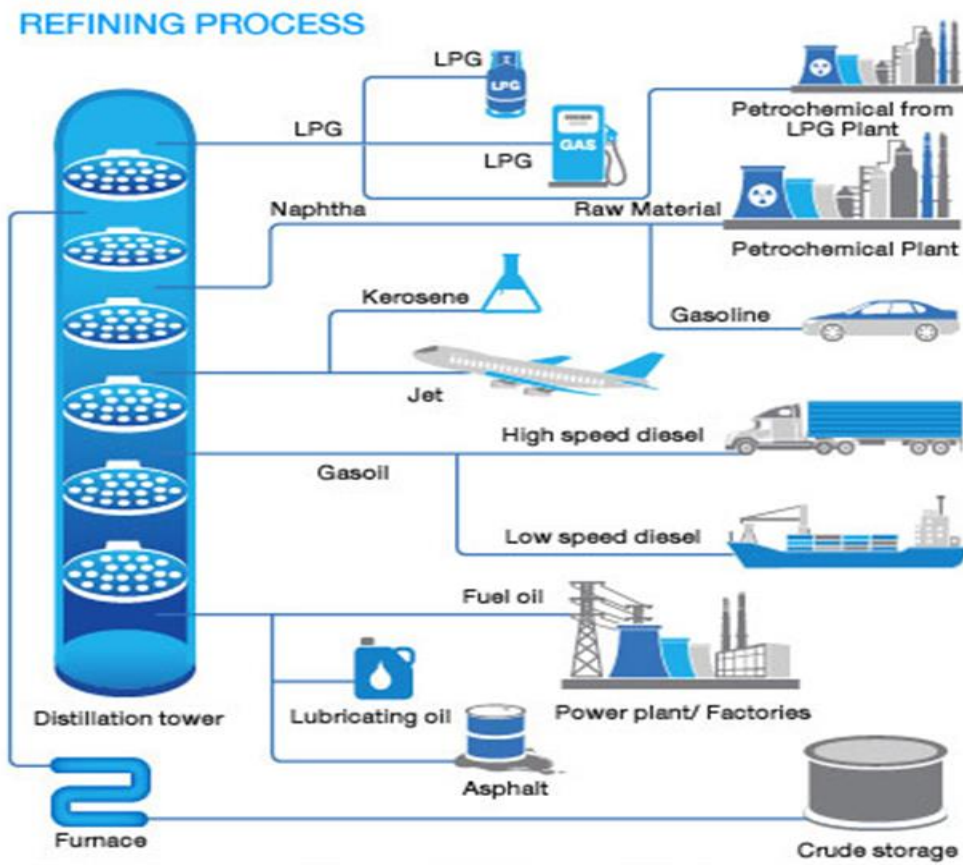 REFINING PROCESS
LPG
LPG
LPG
LPG
GAS
Petrochemical from
LPG Plant
Naphtha
Raw Material
Petrochemical Plant
Kerosene
Gasoline
Jet
High speed diesel
Gasoil
Low speed diesel
Fuel oil
Distillation tower
Lubricating oil
Power plant/ Factories
Asphalt
Furnace
Crude storage